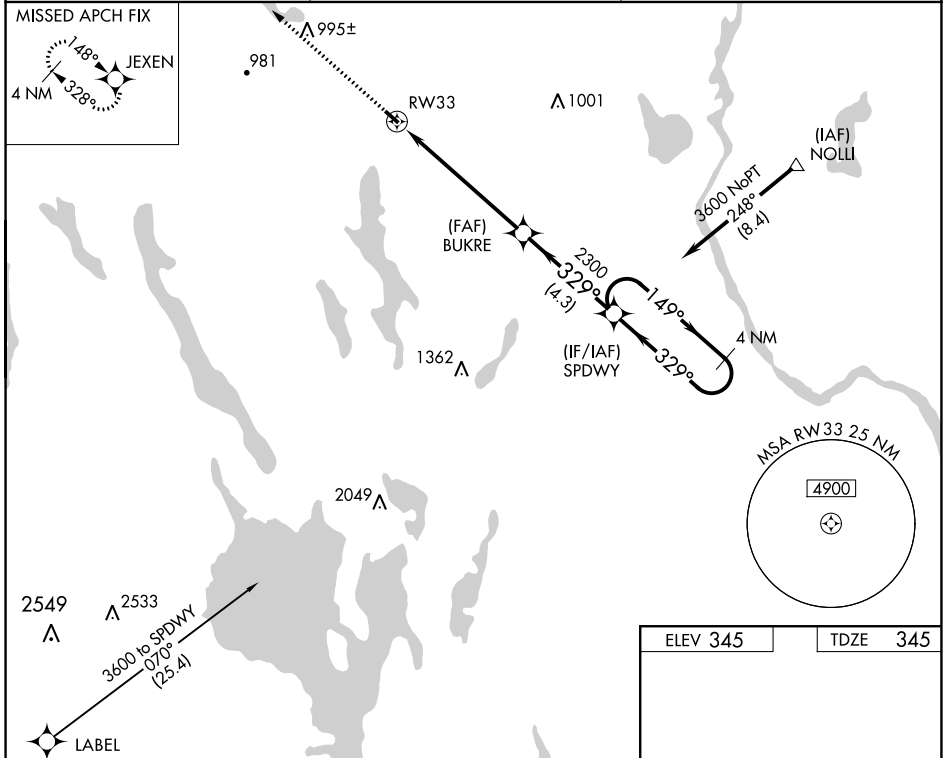 MISSED APCH FIX
148°
JEXEN
4 NM
328°
995±
981
RW33
1001
(IAF)
NOLLI
3600 NoPT
248°
(8.4)
(FAF)
BUKRE
2300
329°
(4.3)
149°
4 NM
(IF/IAF)
SPDWY
329°
1362
MSA RW33 25 NM
4900
2049
2549
2533
3600 to SPDWY
070°
(25.4)
LABEL
ELEV 345
TDZE 345